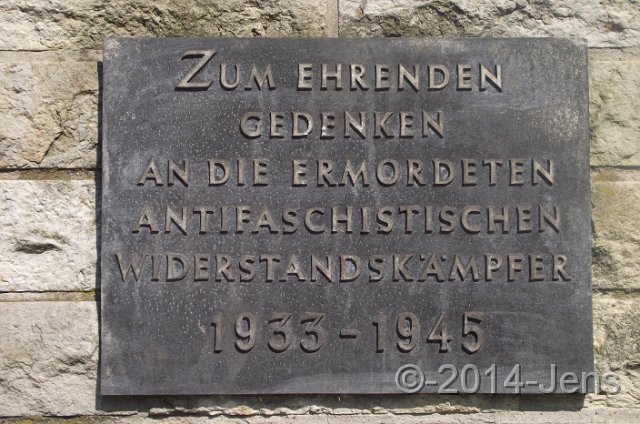 ZUM EHRENDEN
GEDENKEN
AN DIE ERMORDETEN
ANTIFASCHISTISCHEN
WIDERSTANDSKÄMPFER
1933 - 1945
©-2014-Jens